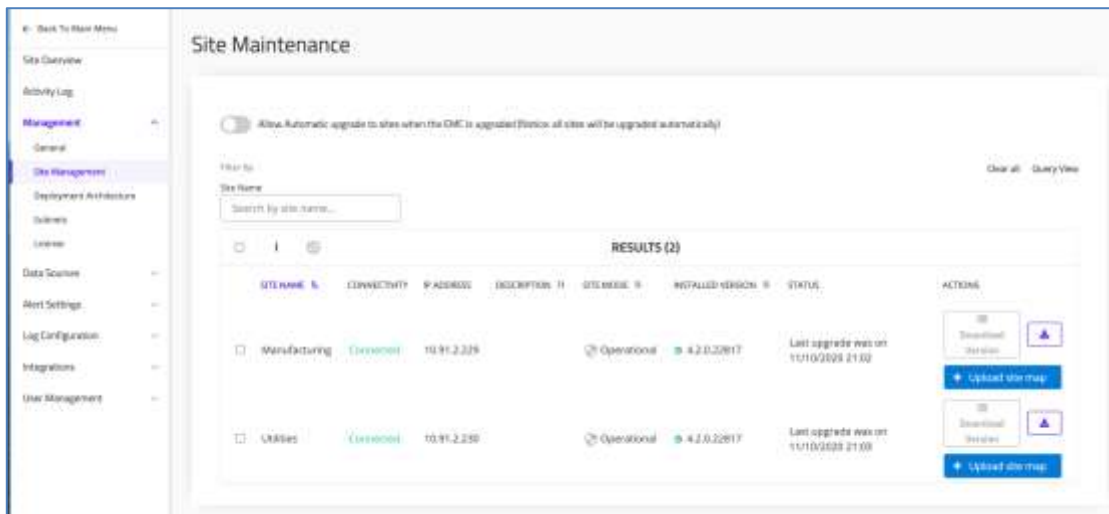 Back To Main Menu
Site Overview
Activity Log
Management
General
Site Management
Deployment Architecture
Subnets
License
Data Sources
Alert Settings
Log Configuration
Integrations
User Management
Site Maintenance
Allow Automatic upgrade to sites when the EMC is upgraded (Notice: all sites will be upgraded automatically)
Filter by
Clear all Query View
Site Name
Search by site name...
RESULTS (2)
SITE NAME CONNECTIVITY IP ADDRESS DESCRIPTION SITE MODE INSTALLED VERSION STATUS ACTIONS
Manufacturing Connected 10.91.2.229 Operational 4.2.0.22817 Last upgrade was on
11/10/2020 21:02
Download
Version
+ Upload site map
Utilities Connected 10.91.2.230 Operational 4.2.0.22817 Last upgrade was on
11/10/2020 21:03
Download
Version
+ Upload site map